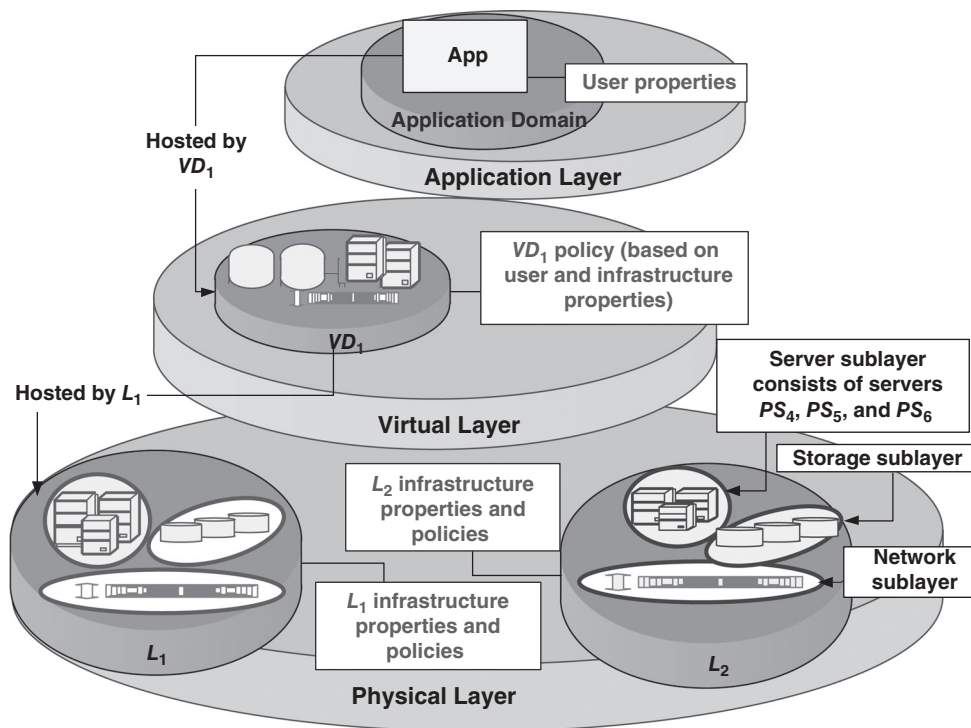 App
User properties
Application Domain
Hosted by
VD₁
Application Layer
VD₁ policy (based on
user and infrastructure
properties)
VD₁
Server sublayer
consists of servers
PS₄, PS₅, and PS₆
Hosted by L₁
Virtual Layer
Storage sublayer
L₂ infrastructure
properties and
policies
Network
sublayer
L₁ infrastructure
properties and
policies
L₁
L₂
Physical Layer